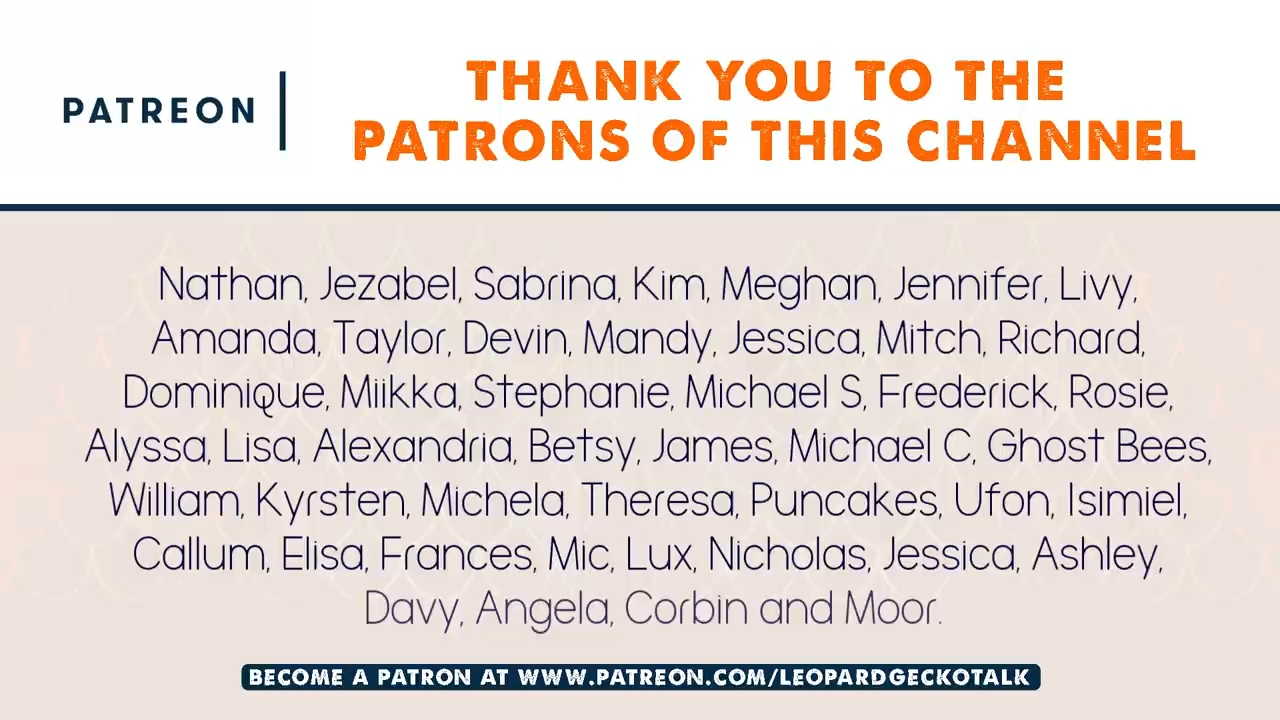 PATREON
THANK YOU TO THE
PATRONS OF THIS CHANNEL
Nathan, Jezabel, Sabrina, Kim, Meghan, Jennifer, Livy,
Amanda, Taylor, Devin, Mandy, Jessica, Mitch, Richard,
Dominique, Miikka, Stephanie, Michael S, Frederick, Rosie,
Alyssa, Lisa, Alexandria, Betsy, James, Michael C, Ghost Bees,
William, Kyrsten, Michela, Theresa, Puncakes, Ufon, Isimiel,
Callum, Elisa, Frances, Mic, Lux, Nicholas, Jessica, Ashley,
Davy, Angela, Corbin and Moor.
BECOME A PATRON AT WWW.PATREON.COM/LEOPARDGECKOTALK